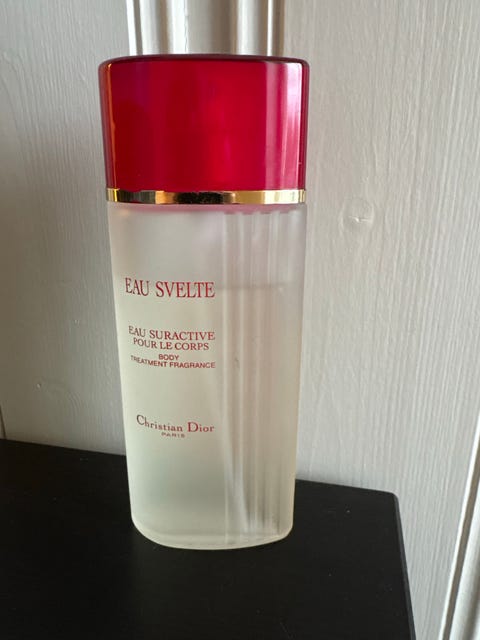 EAU SVELTE
EAU SURACTIVE
POUR LE CORPS
BODY
TREATMENT FRAGRANCE
Christian Dior
PARIS